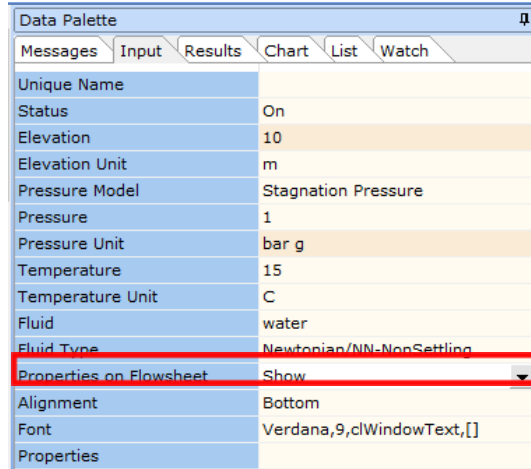 Data Palette
Messages Input Results Chart List Watch
Unique Name
Status On
Elevation 10
Elevation Unit m
Pressure Model Stagnation Pressure
Pressure 1
Pressure Unit bar g
Temperature 15
Temperature Unit C
Fluid water
Fluid Type Newtonian/NN-NonSettling
Properties on Flowsheet Show
Alignment Bottom
Font Verdana,9,clWindowText,[]
Properties